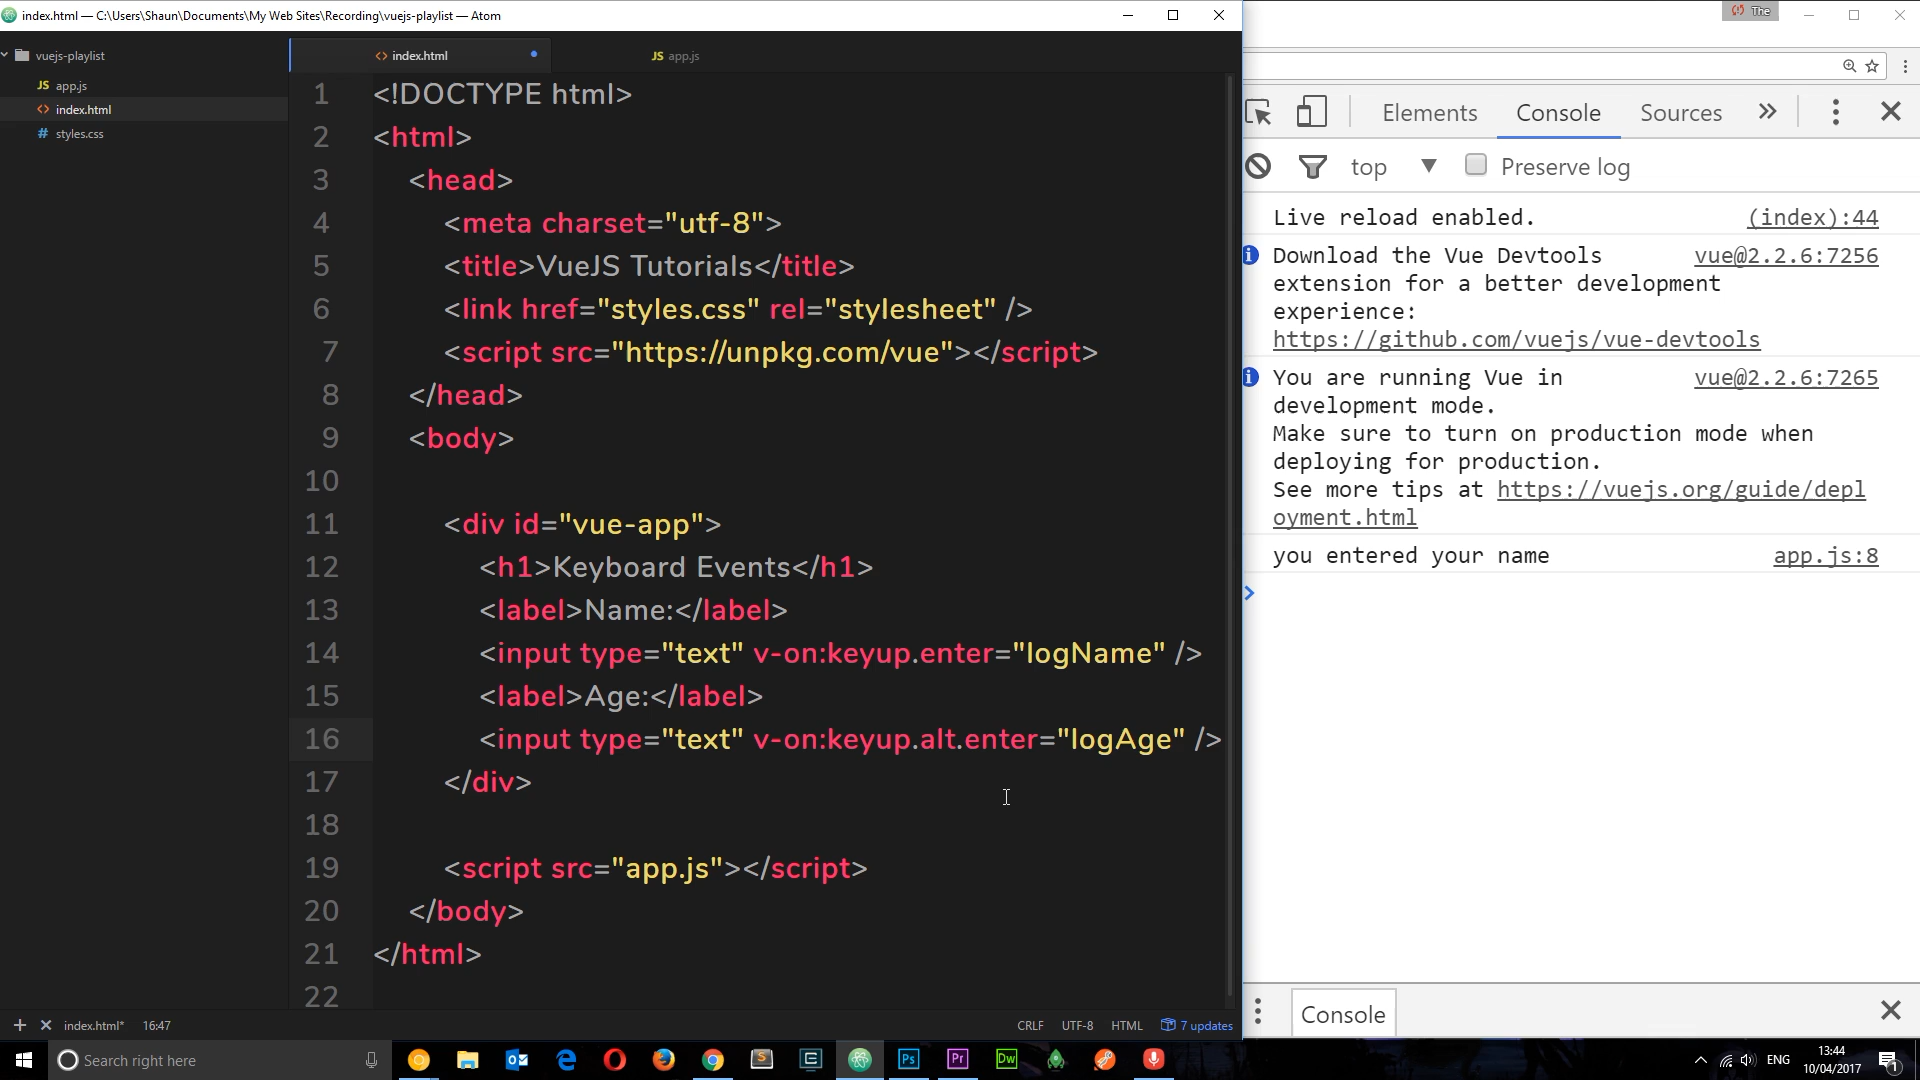 index.html — C:\Users\Shaun\Documents\My Web Sites\Recording\vuejs-playlist — Atom
The
vuejs-playlist
JS app.js
<> index.html
# styles.css
<> index.html
JS app.js
1 <!DOCTYPE html>
2 <html>
3 <head>
4 <meta charset="utf-8">
5 <title>VueJS Tutorials</title>
6 <link href="styles.css" rel="stylesheet" />
7 <script src="https://unpkg.com/vue"></script>
8 </head>
9 <body>
10
11 <div id="vue-app">
12 <h1>Keyboard Events</h1>
13 <label>Name:</label>
14 <input type="text" v-on:keyup.enter="logName" />
15 <label>Age:</label>
16 <input type="text" v-on:keyup.alt.enter="logAge" />
17 </div>
18
19 <script src="app.js"></script>
20 </body>
21 </html>
22
index.html* 16:47
CRLF UTF-8 HTML 7 updates
Elements Console Sources
top Preserve log
Live reload enabled. (index):44
Download the Vue Devtools vue@2.2.6:7256
extension for a better development
experience:
https://github.com/vuejs/vue-devtools
You are running Vue in vue@2.2.6:7265
development mode.
Make sure to turn on production mode when
deploying for production.
See more tips at https://vuejs.org/guide/depl
oyment.html
you entered your name app.js:8
Console
Search right here
Ps
Pr
Dw
ENG
13:44
10/04/2017
1